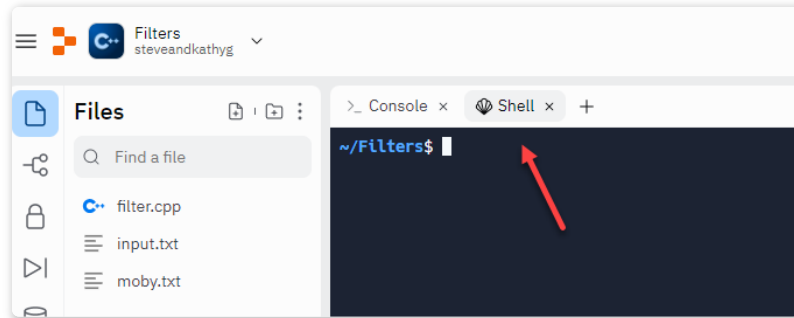 Filters
steveandkathyg
C++
Files
Find a file
C++ filter.cpp
input.txt
moby.txt
>_ Console ×
Shell × +
~/Filters$